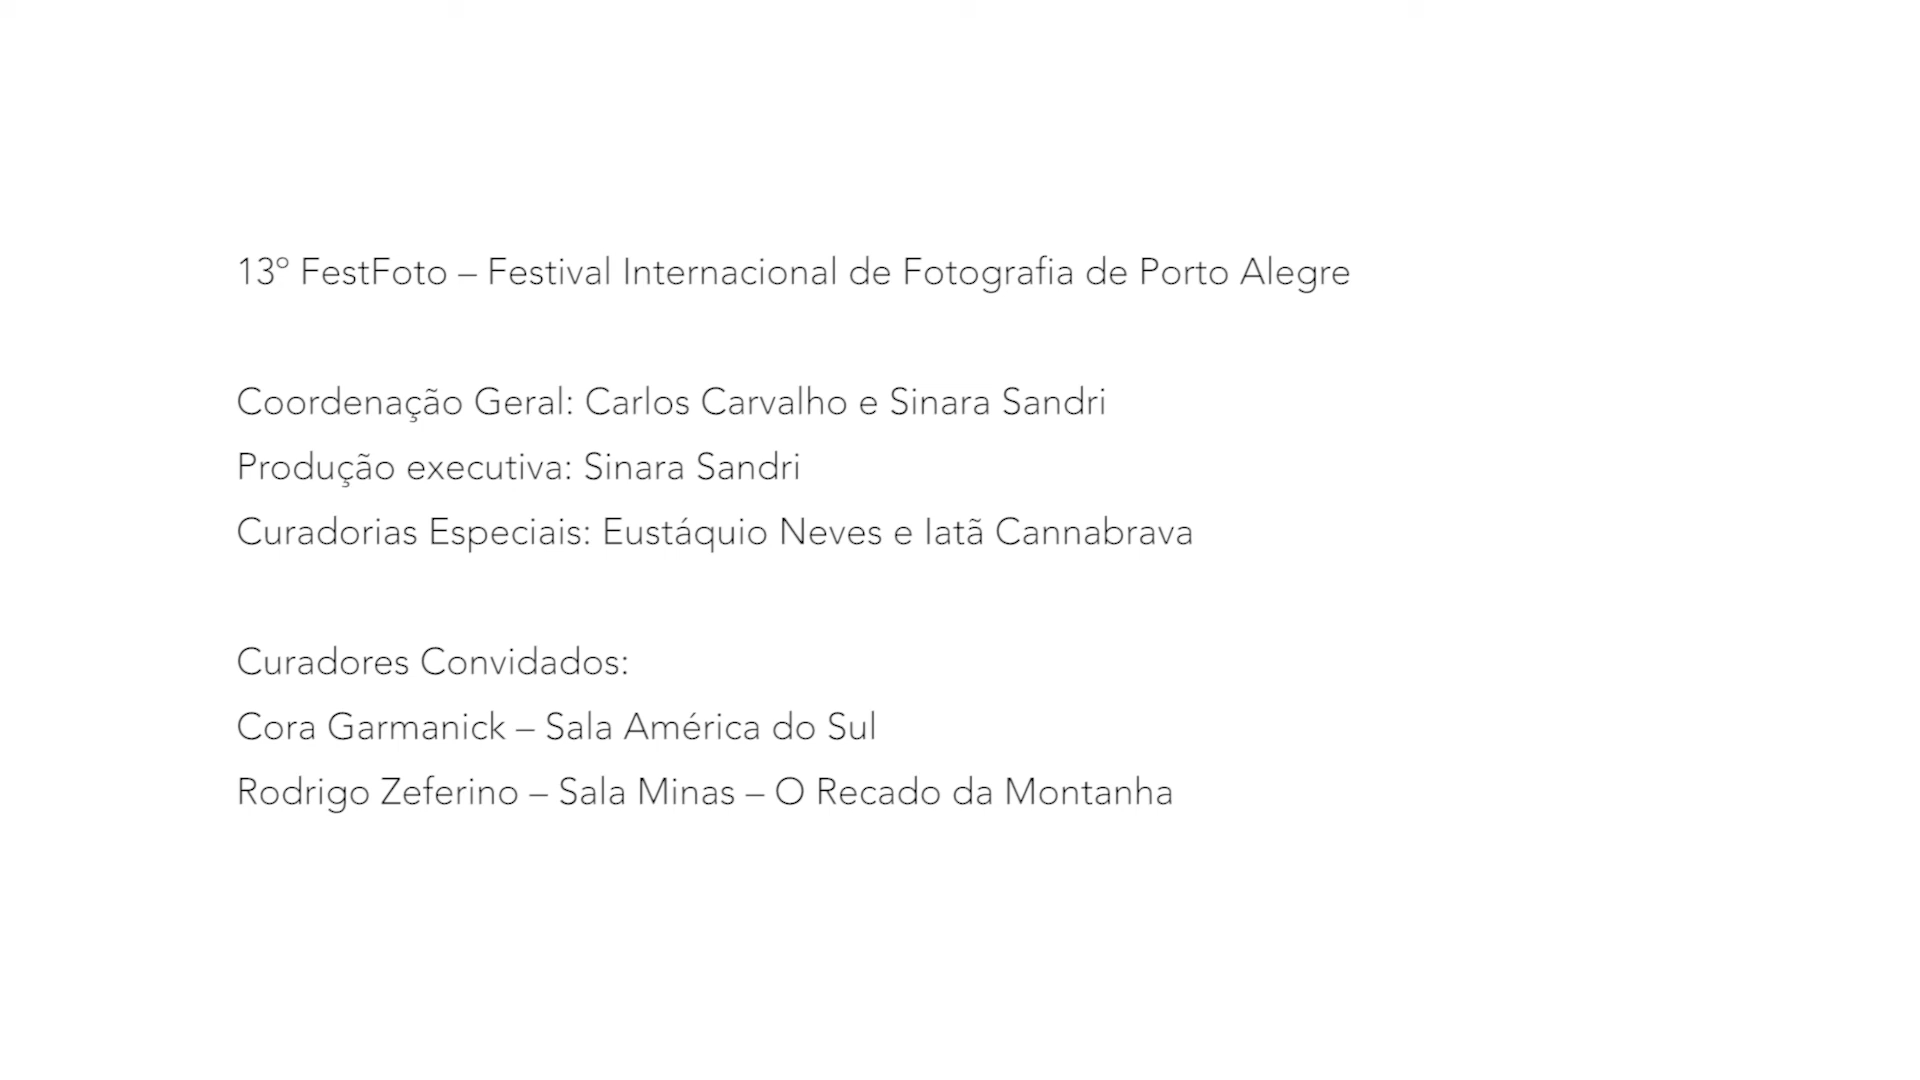 13º FestFoto – Festival Internacional de Fotografia de Porto Alegre
Coordenação Geral: Carlos Carvalho e Sinara Sandri
Produção executiva: Sinara Sandri
Curadorias Especiais: Eustáquio Neves e Iatã Cannabrava
Curadores Convidados:
Cora Garmanick – Sala América do Sul
Rodrigo Zeferino – Sala Minas – O Recado da Montanha